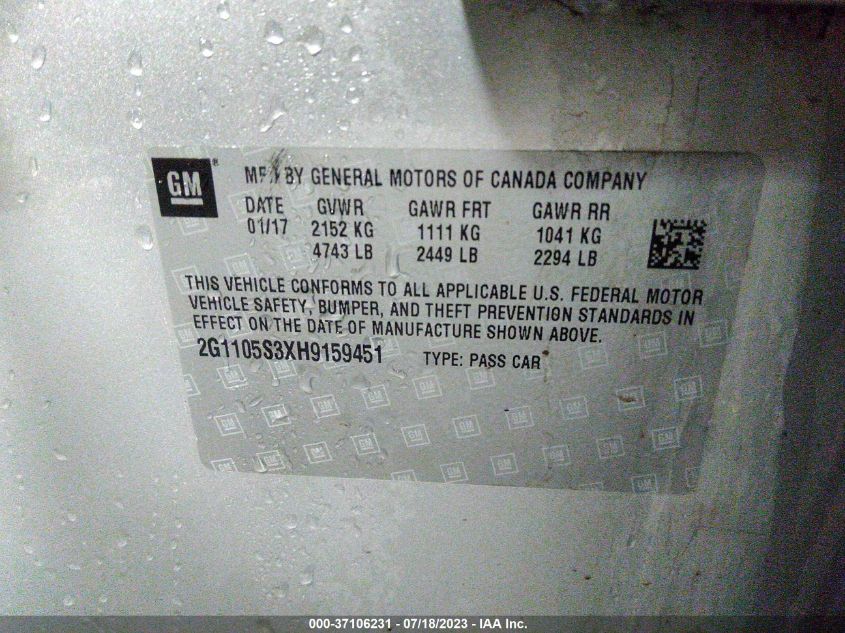 GM ®
MFD BY GENERAL MOTORS OF CANADA COMPANY
DATE GVWR GAWR FRT GAWR RR
01/17 2152 KG 1111 KG 1041 KG
4743 LB 2449 LB 2294 LB
THIS VEHICLE CONFORMS TO ALL APPLICABLE U.S. FEDERAL MOTOR
VEHICLE SAFETY, BUMPER, AND THEFT PREVENTION STANDARDS IN
EFFECT ON THE DATE OF MANUFACTURE SHOWN ABOVE.
2G1105S3XH9159451 TYPE: PASS CAR
000-37106231 - 07/18/2023 - IAA Inc.